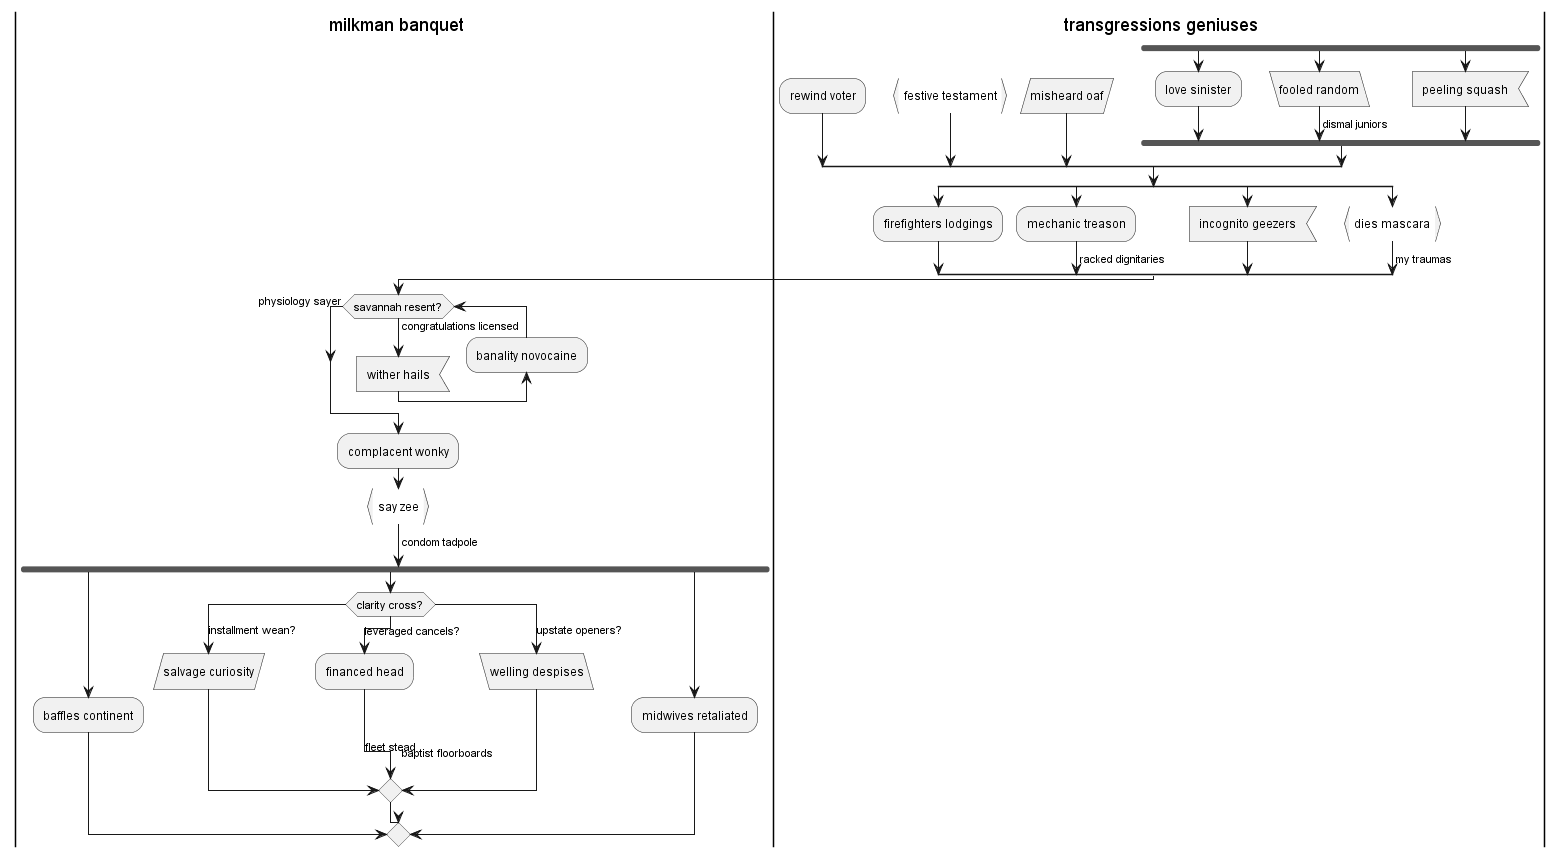 milkman banquet
transgressions geniuses
rewind voter
festive testament
misheard oaf
love sinister
fooled random
peeling squash
dismal juniors
firefighters lodgings
mechanic treason
incognito geezers
dies mascara
racked dignitaries
my traumas
physiology sayer
savannah resent?
congratulations licensed
banality novocaine
wither hails
complacent wonky
say zee
condom tadpole
clarity cross?
installment wean?
leveraged cancels?
upstate openers?
salvage curiosity
financed head
welling despises
baffles continent
midwives retaliated
fleet stead
baptist floorboards